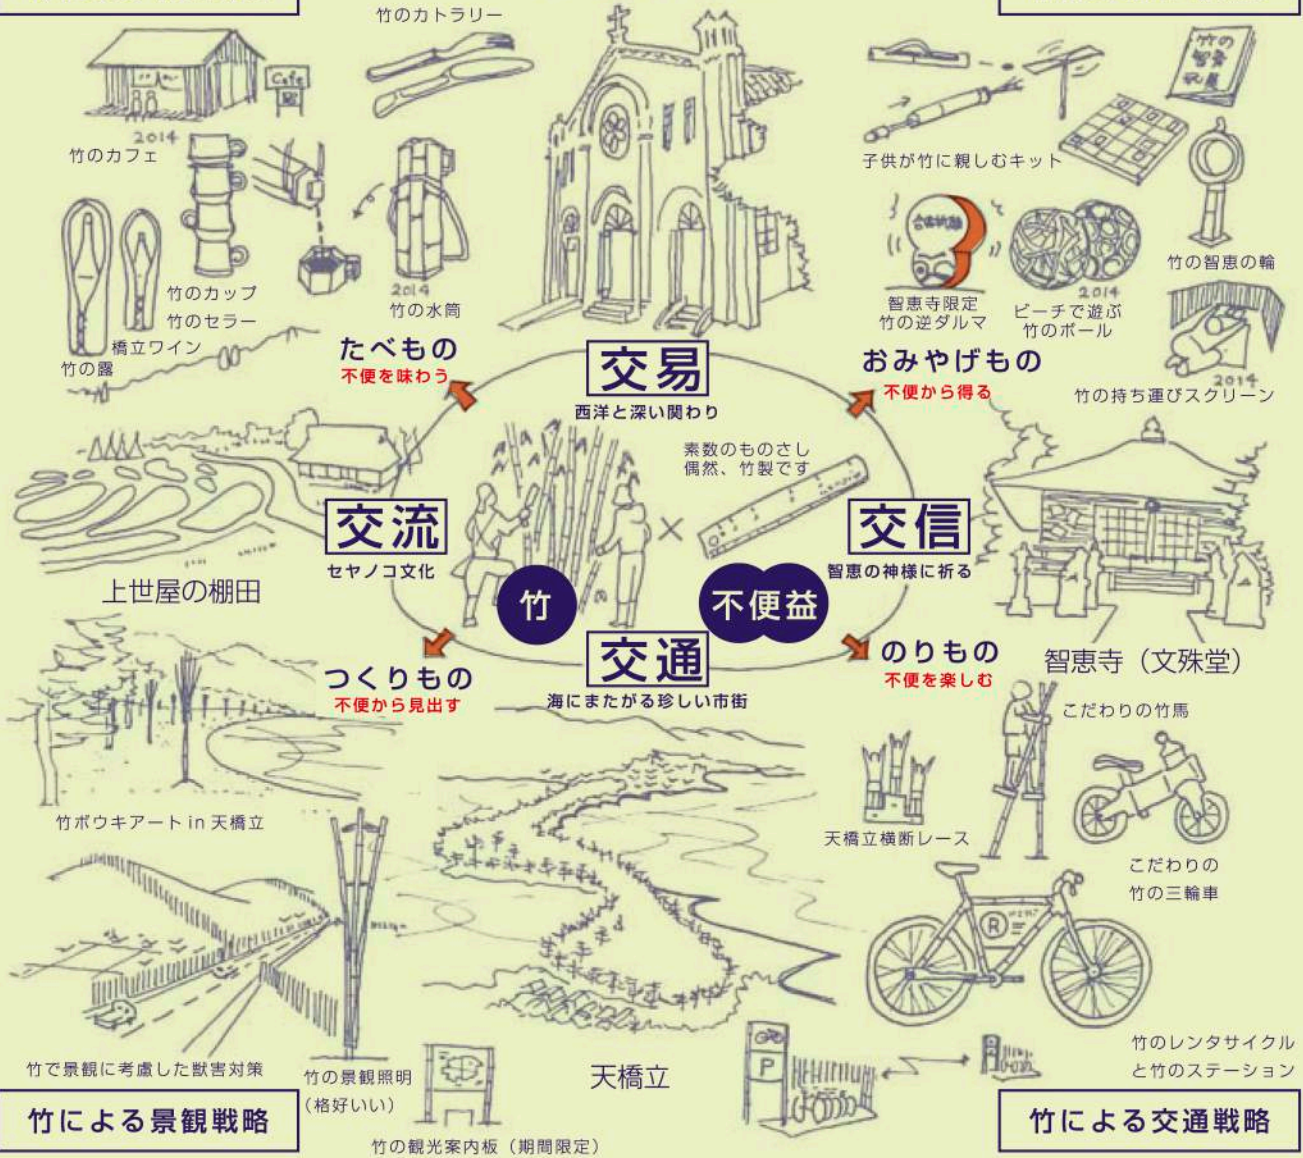 竹のカトラリー
Cafe
2014
竹のカフェ
竹のカップ
竹のセラー
橋立ワイン
竹の露
2014
竹の水筒
たべもの
不便を味わう
交易
西洋と深い関わり
竹の
智恵
玩具
子供が竹に親しむキット
竹の智恵の輪
智恵寺限定
竹の逆ダルマ
2014
ビーチで遊ぶ
竹のボール
2014
竹の持ち運びスクリーン
おみやげもの
不便から得る
素数のものさし
偶然、竹製です
交流
セヤノコ文化
上世屋の棚田
×
竹
不便益
交信
智恵の神様に祈る
智恵寺（文殊堂）
交通
海にまたがる珍しい市街
つくりもの
不便から見出す
のりもの
不便を楽しむ
こだわりの竹馬
天橋立横断レース
こだわりの
竹の三輪車
竹ボウキアート in 天橋立
R
竹で景観に考慮した獣害対策
竹の景観照明
（格好いい）
竹の観光案内板（期間限定）
天橋立
P
竹のレンタサイクル
と竹のステーション
竹による景観戦略
竹による交通戦略